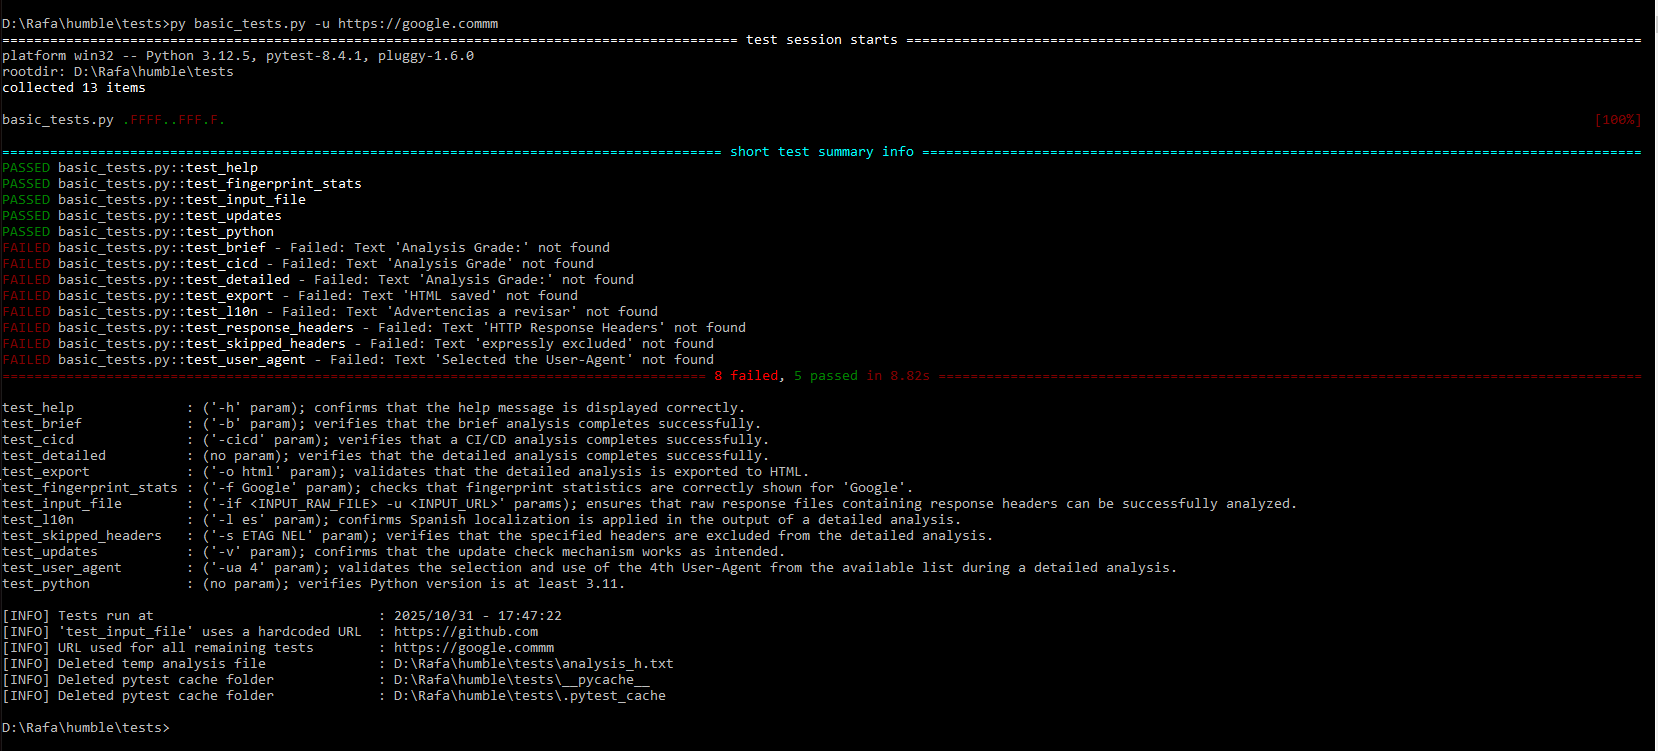 D:\Rafa\humble\tests>py basic_tests.py -u https://google.commm
============================================================================================ test session starts ============================================================================================
platform win32 -- Python 3.12.5, pytest-8.4.1, pluggy-1.6.0
rootdir: D:\Rafa\humble\tests
collected 13 items
basic_tests.py .FFFF..FFF.F. [100%]
========================================================================================== short test summary info ==========================================================================================
PASSED basic_tests.py::test_help
PASSED basic_tests.py::test_fingerprint_stats
PASSED basic_tests.py::test_input_file
PASSED basic_tests.py::test_updates
PASSED basic_tests.py::test_python
FAILED basic_tests.py::test_brief - Failed: Text 'Analysis Grade:' not found
FAILED basic_tests.py::test_cicd - Failed: Text 'Analysis Grade' not found
FAILED basic_tests.py::test_detailed - Failed: Text 'Analysis Grade:' not found
FAILED basic_tests.py::test_export - Failed: Text 'HTML saved' not found
FAILED basic_tests.py::test_l10n - Failed: Text 'Advertencias a revisar' not found
FAILED basic_tests.py::test_response_headers - Failed: Text 'HTTP Response Headers' not found
FAILED basic_tests.py::test_skipped_headers - Failed: Text 'expressly excluded' not found
FAILED basic_tests.py::test_user_agent - Failed: Text 'Selected the User-Agent' not found
======================================================================================== 8 failed, 5 passed in 8.82s ========================================================================================
test_help : ('-h' param); confirms that the help message is displayed correctly.
test_brief : ('-b' param); verifies that the brief analysis completes successfully.
test_cicd : ('-cicd' param); verifies that a CI/CD analysis completes successfully.
test_detailed : (no param); verifies that the detailed analysis completes successfully.
test_export : ('-o html' param); validates that the detailed analysis is exported to HTML.
test_fingerprint_stats : ('-f Google' param); checks that fingerprint statistics are correctly shown for 'Google'.
test_input_file : ('-if <INPUT_RAW_FILE> -u <INPUT_URL>' params); ensures that raw response files containing response headers can be successfully analyzed.
test_l10n : ('-l es' param); confirms Spanish localization is applied in the output of a detailed analysis.
test_skipped_headers : ('-s ETAG NEL' param); verifies that the specified headers are excluded from the detailed analysis.
test_updates : ('-v' param); confirms that the update check mechanism works as intended.
test_user_agent : ('-ua 4' param); validates the selection and use of the 4th User-Agent from the available list during a detailed analysis.
test_python : (no param); verifies Python version is at least 3.11.
[INFO] Tests run at : 2025/10/31 - 17:47:22
[INFO] 'test_input_file' uses a hardcoded URL : https://github.com
[INFO] URL used for all remaining tests : https://google.commm
[INFO] Deleted temp analysis file : D:\Rafa\humble\tests\analysis_h.txt
[INFO] Deleted pytest cache folder : D:\Rafa\humble\tests\__pycache__
[INFO] Deleted pytest cache folder : D:\Rafa\humble\tests\.pytest_cache
D:\Rafa\humble\tests>